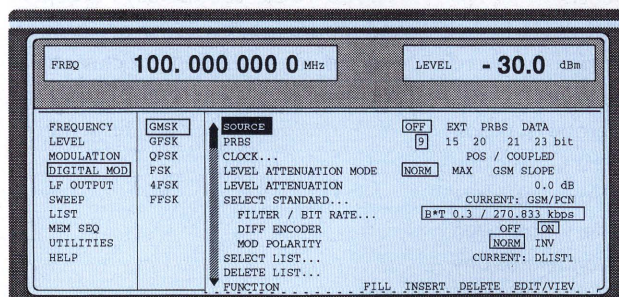 FREQ 100. 000 000 0 MHz LEVEL - 30.0 dBm
FREQUENCY GMSK SOURCE OFF EXT PRBS DATA
LEVEL GFSK PRBS 9 15 20 21 23 bit
MODULATION QPSK CLOCK... POS / COUPLED
DIGITAL MOD FSK LEVEL ATTENUATION MODE NORM MAX GSM SLOPE
LF OUTPUT 4FSK LEVEL ATTENUATION 0.0 dB
SWEEP FFSK SELECT STANDARD... CURRENT: GSM/PCN
LIST FILTER / BIT RATE... B*T 0.3 / 270.833 kbps
MEM SEQ DIFF ENCODER OFF ON
UTILITIES MOD POLARITY NORM INV
HELP SELECT LIST... CURRENT: DLIST1
DELETE LIST...
FUNCTION FILL INSERT DELETE EDIT/VIEV